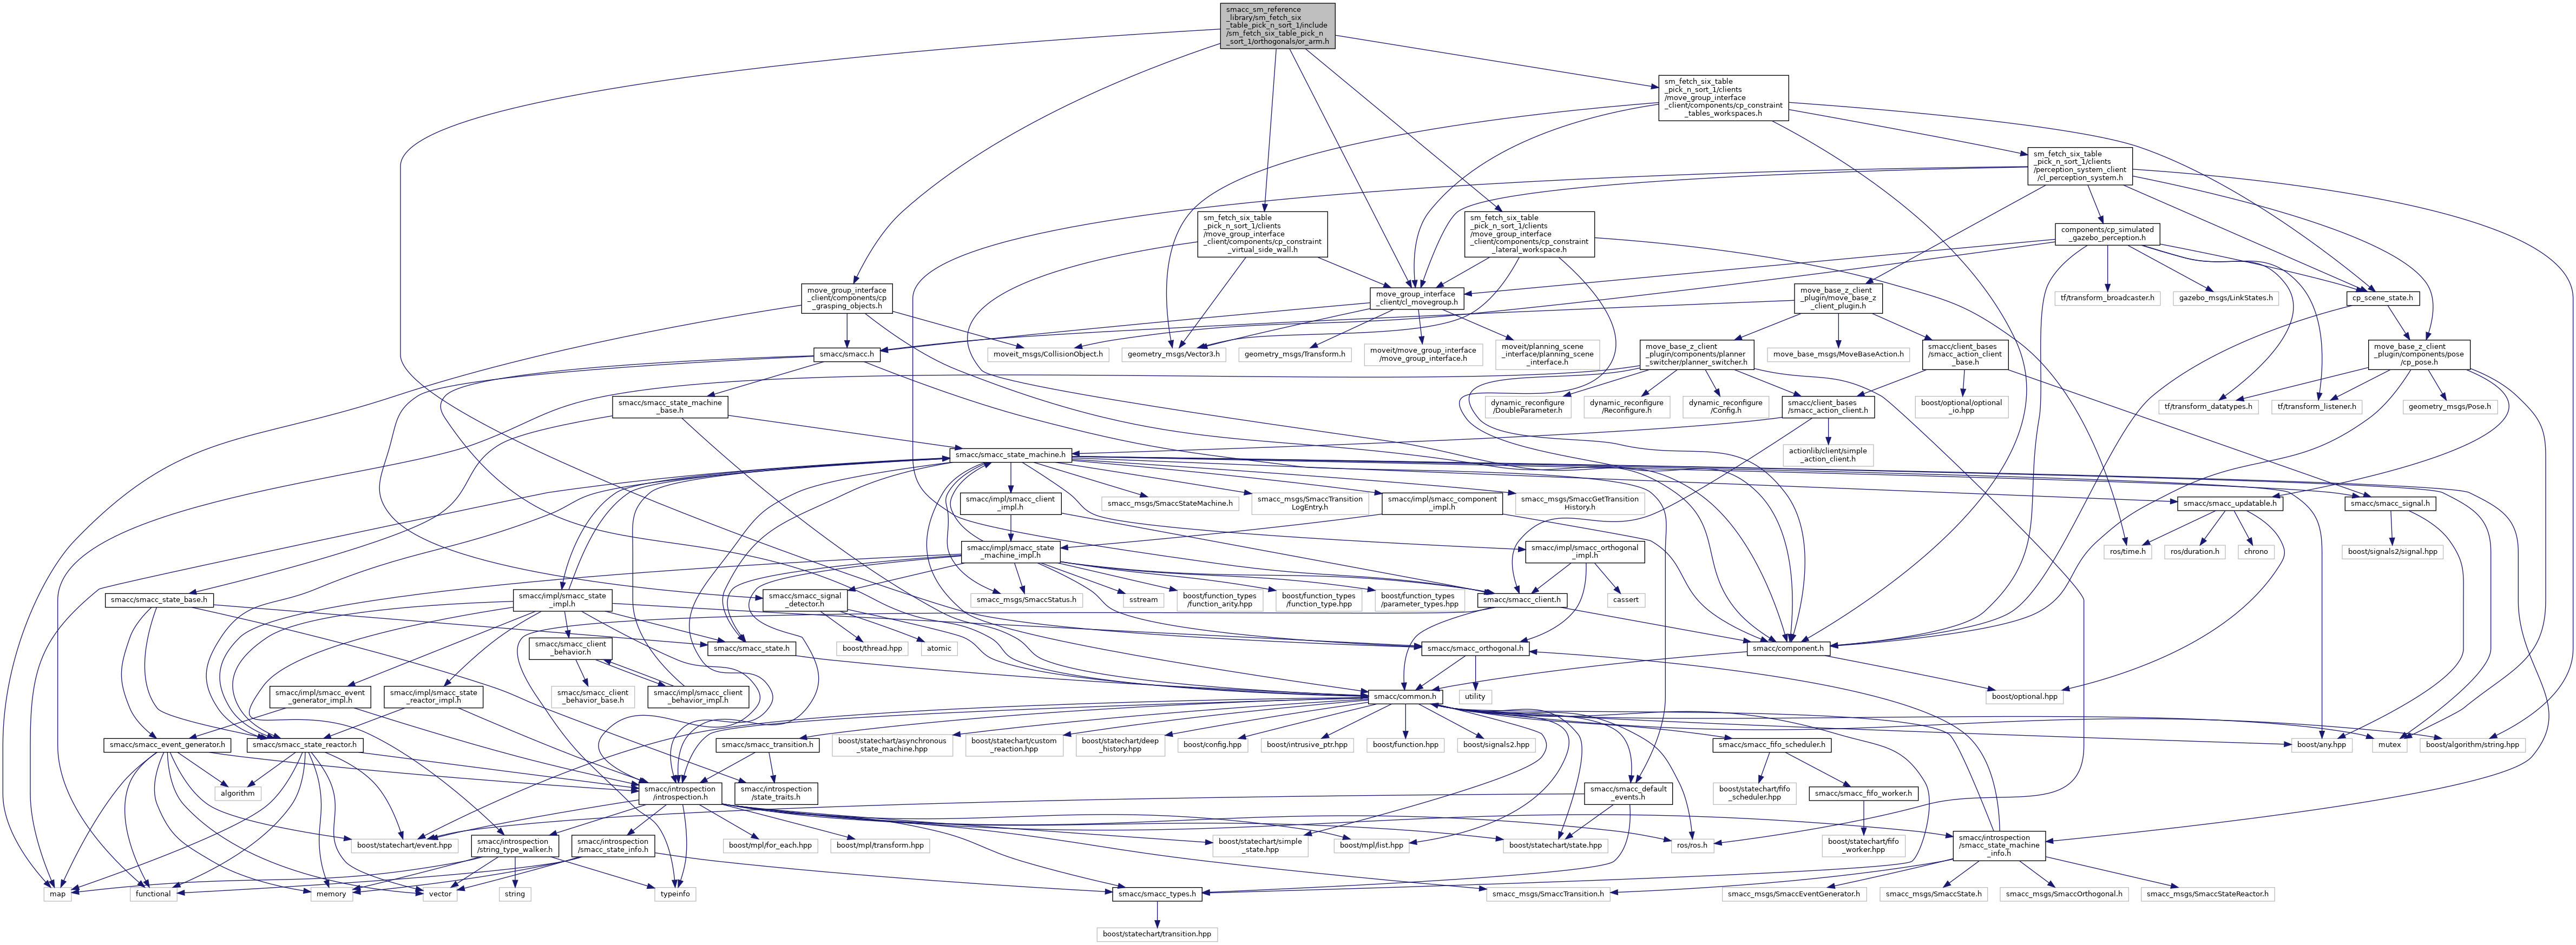 smacc_sm_reference
_library/sm_fetch_six
_table_pick_n_sort_1/include
/sm_fetch_six_table_pick_n
_sort_1/orthogonals/or_arm.h
sm_fetch_six_table
_pick_n_sort_1/clients
/move_group_interface
_client/components/cp_constraint
_tables_workspaces.h
sm_fetch_six_table
_pick_n_sort_1/clients
/perception_system_client
/cl_perception_system.h
sm_fetch_six_table
_pick_n_sort_1/clients
/move_group_interface
_client/components/cp_constraint
_virtual_side_wall.h
sm_fetch_six_table
_pick_n_sort_1/clients
/move_group_interface
_client/components/cp_constraint
_lateral_workspace.h
components/cp_simulated
_gazebo_perception.h
move_group_interface
_client/components/cp
_grasping_objects.h
move_group_interface
_client/cl_movegroup.h
move_base_z_client
_plugin/move_base_z
_client_plugin.h
tf/transform_broadcaster.h
gazebo_msgs/LinkStates.h
cp_scene_state.h
smacc/smacc.h
moveit_msgs/CollisionObject.h
geometry_msgs/Vector3.h
geometry_msgs/Transform.h
moveit/move_group_interface
/move_group_interface.h
moveit/planning_scene
_interface/planning_scene
_interface.h
move_base_z_client
_plugin/components/planner
_switcher/planner_switcher.h
move_base_msgs/MoveBaseAction.h
smacc/client_bases
/smacc_action_client
_base.h
move_base_z_client
_plugin/components/pose
/cp_pose.h
smacc/smacc_state_machine
_base.h
dynamic_reconfigure
/DoubleParameter.h
dynamic_reconfigure
/Reconfigure.h
dynamic_reconfigure
/Config.h
smacc/client_bases
/smacc_action_client.h
boost/optional/optional
_io.hpp
tf/transform_datatypes.h
tf/transform_listener.h
geometry_msgs/Pose.h
smacc/smacc_state_machine.h
actionlib/client/simple
_action_client.h
smacc/impl/smacc_client
_impl.h
smacc_msgs/SmaccStateMachine.h
smacc_msgs/SmaccTransition
LogEntry.h
smacc/impl/smacc_component
_impl.h
smacc_msgs/SmaccGetTransition
History.h
smacc/smacc_updatable.h
smacc/smacc_signal.h
smacc/impl/smacc_state
_machine_impl.h
smacc/impl/smacc_orthogonal
_impl.h
ros/time.h
ros/duration.h
chrono
boost/signals2/signal.hpp
smacc/smacc_state_base.h
smacc/impl/smacc_state
_impl.h
smacc/smacc_signal
_detector.h
smacc_msgs/SmaccStatus.h
sstream
boost/function_types
/function_arity.hpp
boost/function_types
/function_type.hpp
boost/function_types
/parameter_types.hpp
smacc/smacc_client.h
cassert
smacc/smacc_client
_behavior.h
smacc/smacc_state.h
boost/thread.hpp
atomic
smacc/smacc_orthogonal.h
smacc/component.h
smacc/impl/smacc_event
_generator_impl.h
smacc/impl/smacc_state
_reactor_impl.h
smacc/smacc_client
_behavior_base.h
smacc/impl/smacc_client
_behavior_impl.h
smacc/common.h
utility
boost/optional.hpp
smacc/smacc_event_generator.h
smacc/smacc_state_reactor.h
smacc/smacc_transition.h
boost/statechart/asynchronous
_state_machine.hpp
boost/statechart/custom
_reaction.hpp
boost/statechart/deep
_history.hpp
boost/config.hpp
boost/intrusive_ptr.hpp
boost/function.hpp
boost/signals2.hpp
smacc/smacc_fifo_scheduler.h
boost/any.hpp
mutex
boost/algorithm/string.hpp
algorithm
smacc/introspection
/introspection.h
smacc/introspection
/state_traits.h
smacc/smacc_default
_events.h
boost/statechart/fifo
_scheduler.hpp
smacc/smacc_fifo_worker.h
boost/statechart/event.hpp
smacc/introspection
/string_type_walker.h
smacc/introspection
/smacc_state_info.h
boost/mpl/for_each.hpp
boost/mpl/transform.hpp
boost/statechart/simple
_state.hpp
boost/mpl/list.hpp
boost/statechart/state.hpp
ros/ros.h
boost/statechart/fifo
_worker.hpp
smacc/introspection
/smacc_state_machine
_info.h
map
functional
memory
vector
string
typeinfo
smacc/smacc_types.h
smacc_msgs/SmaccTransition.h
smacc_msgs/SmaccEventGenerator.h
smacc_msgs/SmaccState.h
smacc_msgs/SmaccOrthogonal.h
smacc_msgs/SmaccStateReactor.h
boost/statechart/transition.hpp